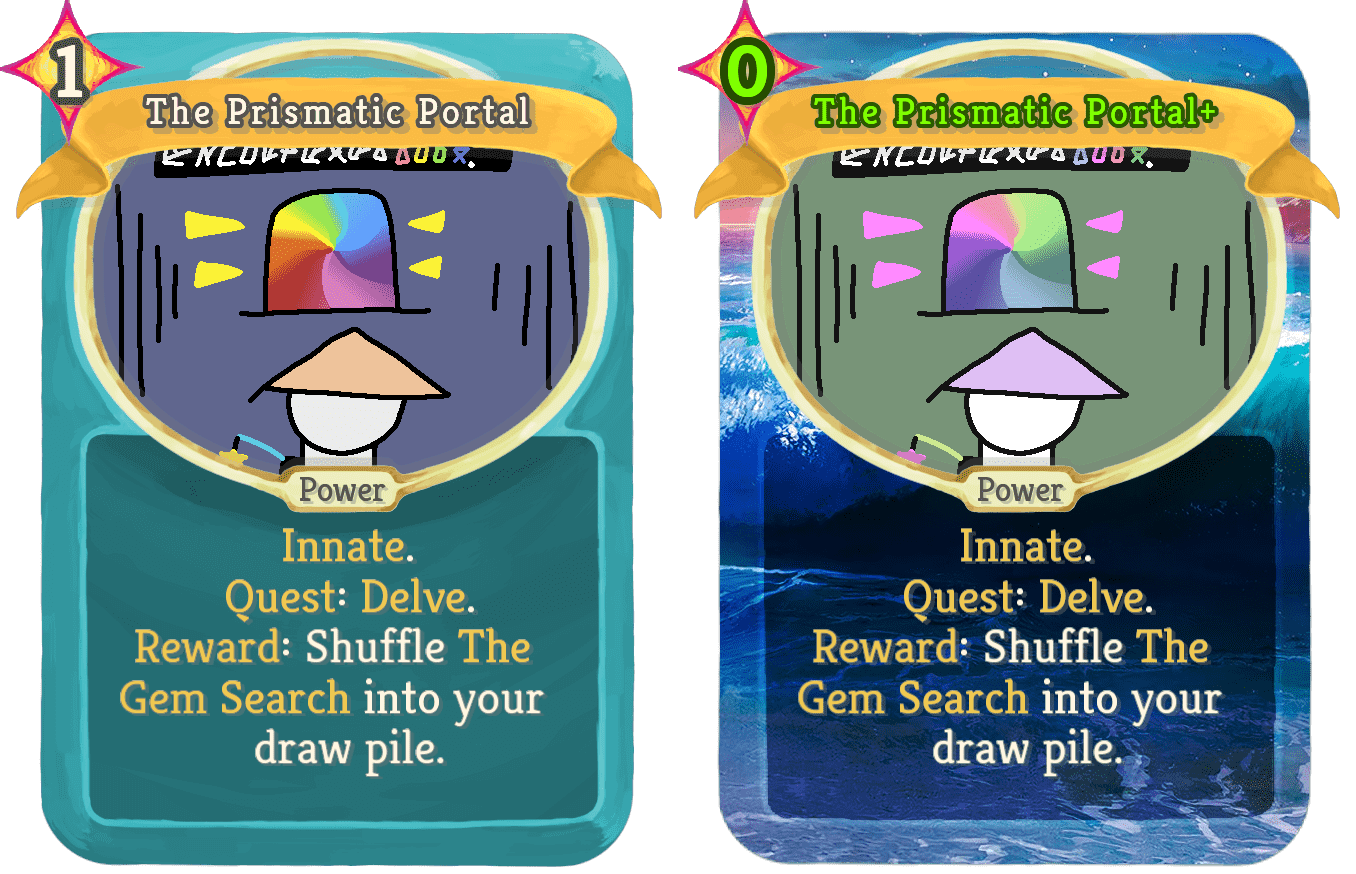 1
The Prismatic Portal
Power
Innate.
Quest: Delve.
Reward: Shuffle The
Gem Search into your
draw pile.
0
The Prismatic Portal+
Power
Innate.
Quest: Delve.
Reward: Shuffle The
Gem Search into your
draw pile.